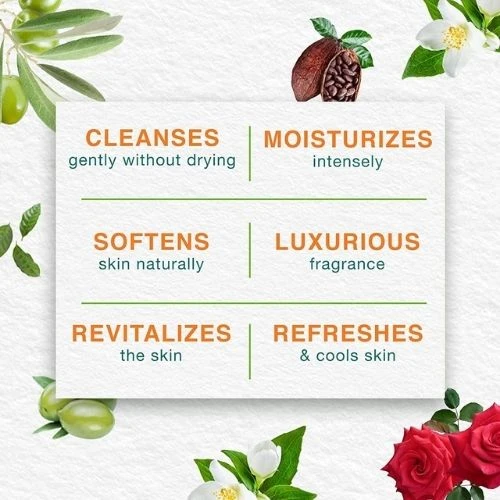 CLEANSES
gently without drying
MOISTURIZES
intensely
SOFTENS
skin naturally
LUXURIOUS
fragrance
REVITALIZES
the skin
REFRESHES
& cools skin